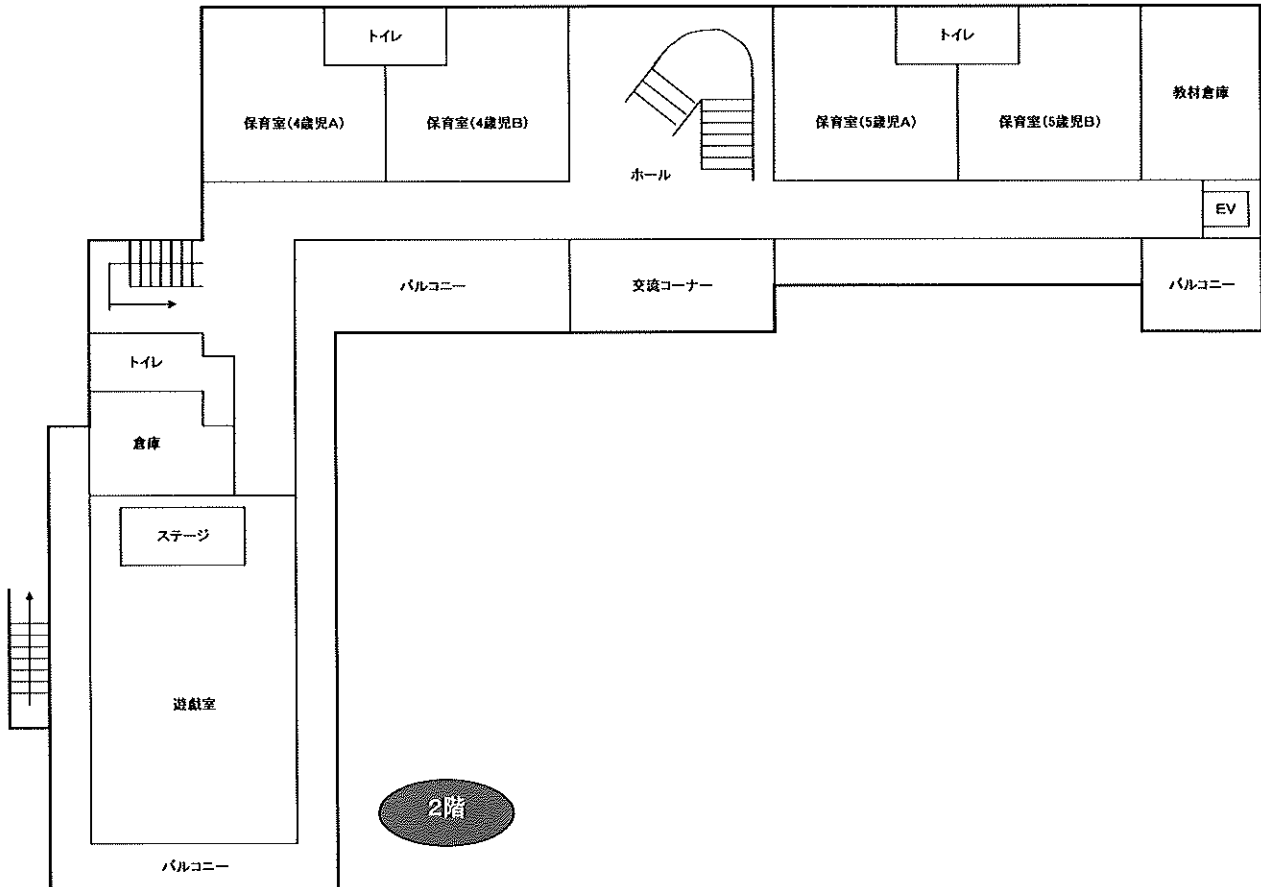 トイレ
トイレ
保育室(4歳児A)
保育室(4歳児B)
保育室(5歳児A)
保育室(5歳児B)
教材倉庫
ホール
EV
バルコニー
交流コーナー
バルコニー
トイレ
倉庫
ステージ
遊戯室
2階
バルコニー